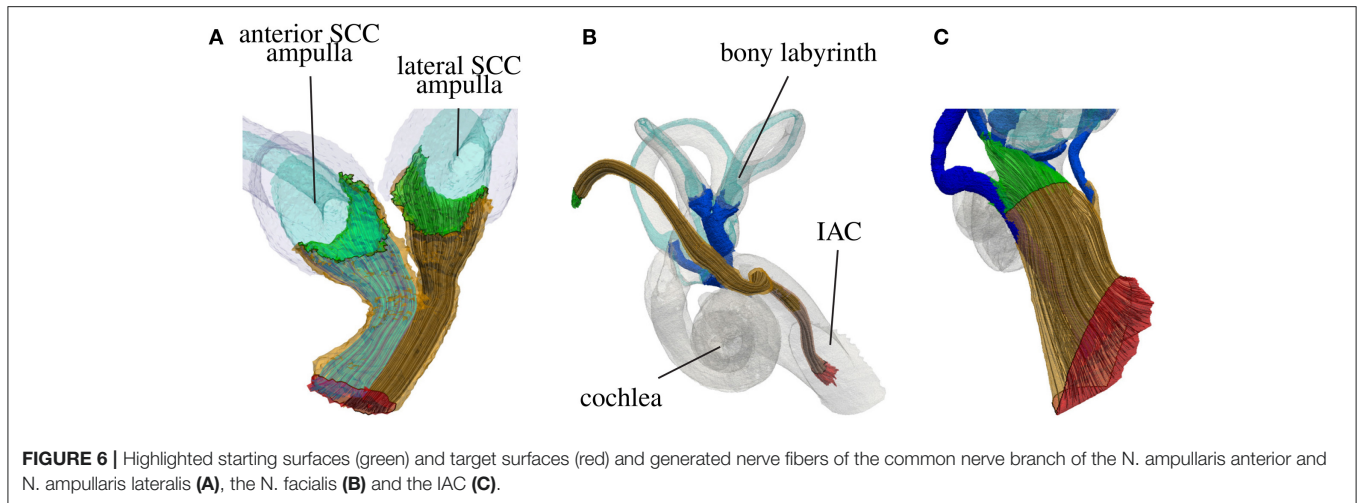 A
anterior SCC
ampulla
lateral SCC
ampulla
B
bony labyrinth
IAC
cochlea
C
FIGURE 6 | Highlighted starting surfaces (green) and target surfaces (red) and generated nerve fibers of the common nerve branch of the N. ampullaris anterior and
N. ampullaris lateralis (A), the N. facialis (B) and the IAC (C).